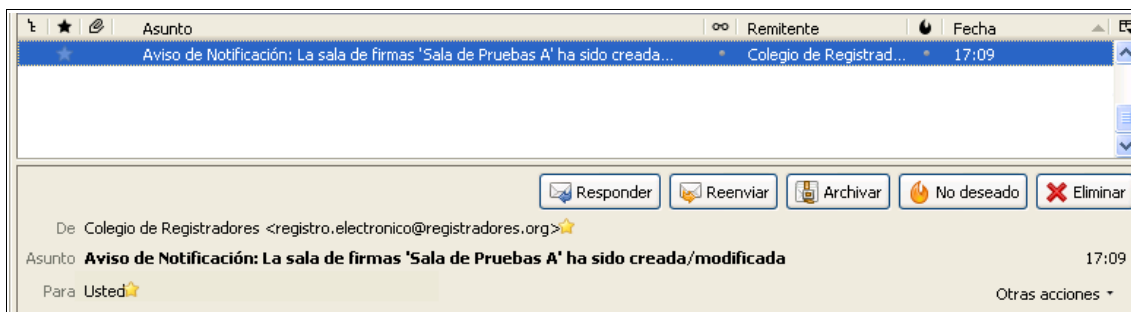 Asunto Remitente Fecha
Aviso de Notificación: La sala de firmas 'Sala de Pruebas A' ha sido creada... Colegio de Registrad... 17:09
Responder Reenviar Archivar No deseado Eliminar
De Colegio de Registradores <registro.electronico@registradores.org>
Asunto Aviso de Notificación: La sala de firmas 'Sala de Pruebas A' ha sido creada/modificada 17:09
Para Usted
Otras acciones